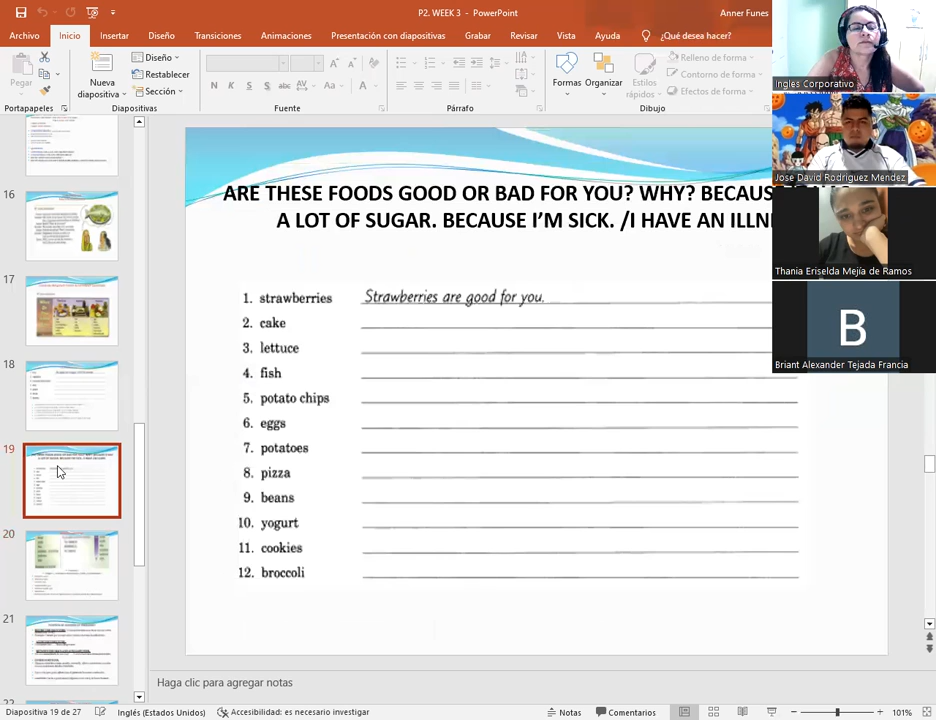 P2. WEEK 3 - PowerPoint
Anner Funes
Archivo Inicio Insertar Diseño Transiciones Animaciones Presentación con diapositivas Grabar Revisar Vista Ayuda ¿Qué desea hacer?
Pegar
Nueva diapositiva
Diseño
Restablecer
Sección
N K S S abc AV Aa A
Formas
Organizar
Estilos rápidos
Relleno de forma
Contorno de forma
Efectos de forma
Portapapeles Diapositivas Fuente Párrafo Dibujo
Ingles Corporativo
Jose David Rodriguez Mendez
Thania Eriselda Mejía de Ramos
B
Briant Alexander Tejada Francia
16
17
18
19
20
21
ARE THESE FOODS GOOD OR BAD FOR YOU? WHY?
A LOT OF SUGAR. BECAUSE I'M SICK. /I HAVE AN
1. strawberries Strawberries are good for you.
2. cake
3. lettuce
4. fish
5. potato chips
6. eggs
7. potatoes
8. pizza
9. beans
10. yogurt
11. cookies
12. broccoli
Haga clic para agregar notas
Diapositiva 19 de 27 Inglés (Estados Unidos) Accesibilidad: es necesario investigar Notas Comentarios 101%